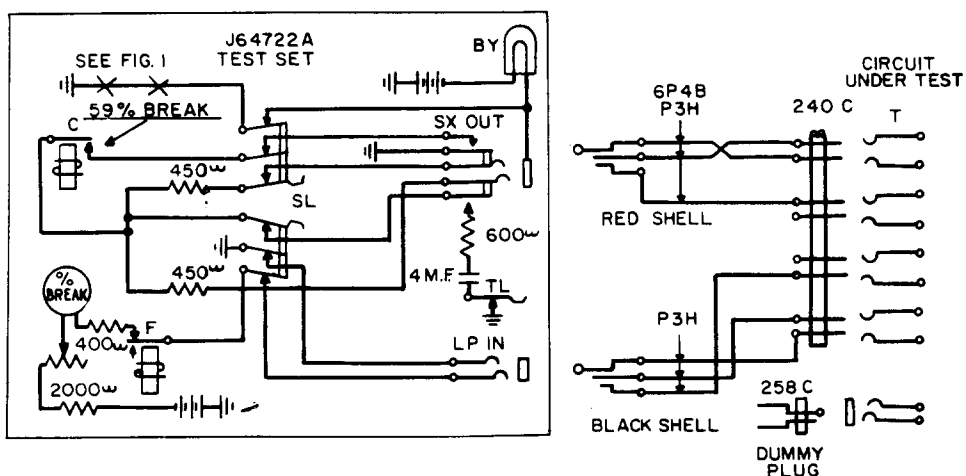 J64722A
TEST SET
BY
SEE FIG. 1
59% BREAK
C
SX OUT
450ω
SL
600ω
4 M.F.
TL
450ω
%
BREAK
F
400ω
LP IN
2000ω
6P4B
P3H
240 C
CIRCUIT
UNDER TEST
T
RED SHELL
P3H
258 C
BLACK SHELL
DUMMY
PLUG